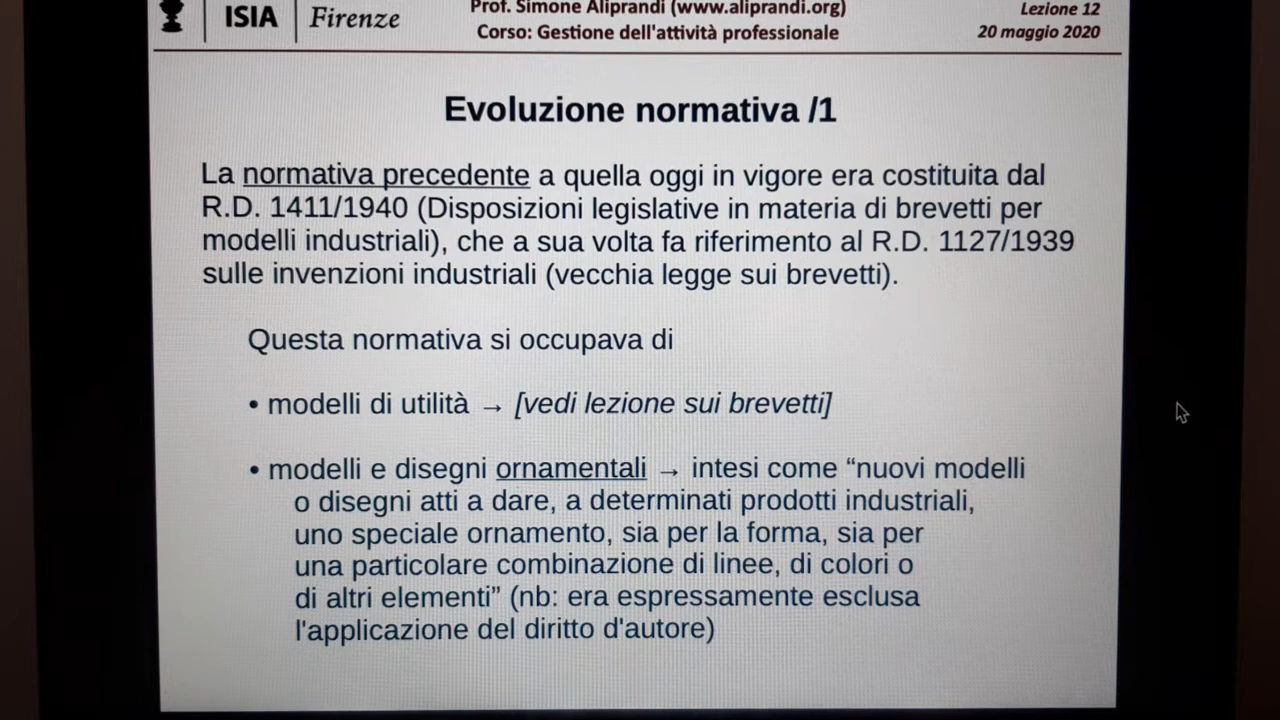 ISIA Firenze
Prof. Simone Aliprandi (www.aliprandi.org)
Corso: Gestione dell'attività professionale
Lezione 12
20 maggio 2020
Evoluzione normativa /1
La normativa precedente a quella oggi in vigore era costituita dal
R.D. 1411/1940 (Disposizioni legislative in materia di brevetti per
modelli industriali), che a sua volta fa riferimento al R.D. 1127/1939
sulle invenzioni industriali (vecchia legge sui brevetti).
Questa normativa si occupava di
• modelli di utilità → [vedi lezione sui brevetti]
• modelli e disegni ornamentali → intesi come “nuovi modelli
o disegni atti a dare, a determinati prodotti industriali,
uno speciale ornamento, sia per la forma, sia per
una particolare combinazione di linee, di colori o
di altri elementi” (nb: era espressamente esclusa
l'applicazione del diritto d'autore)